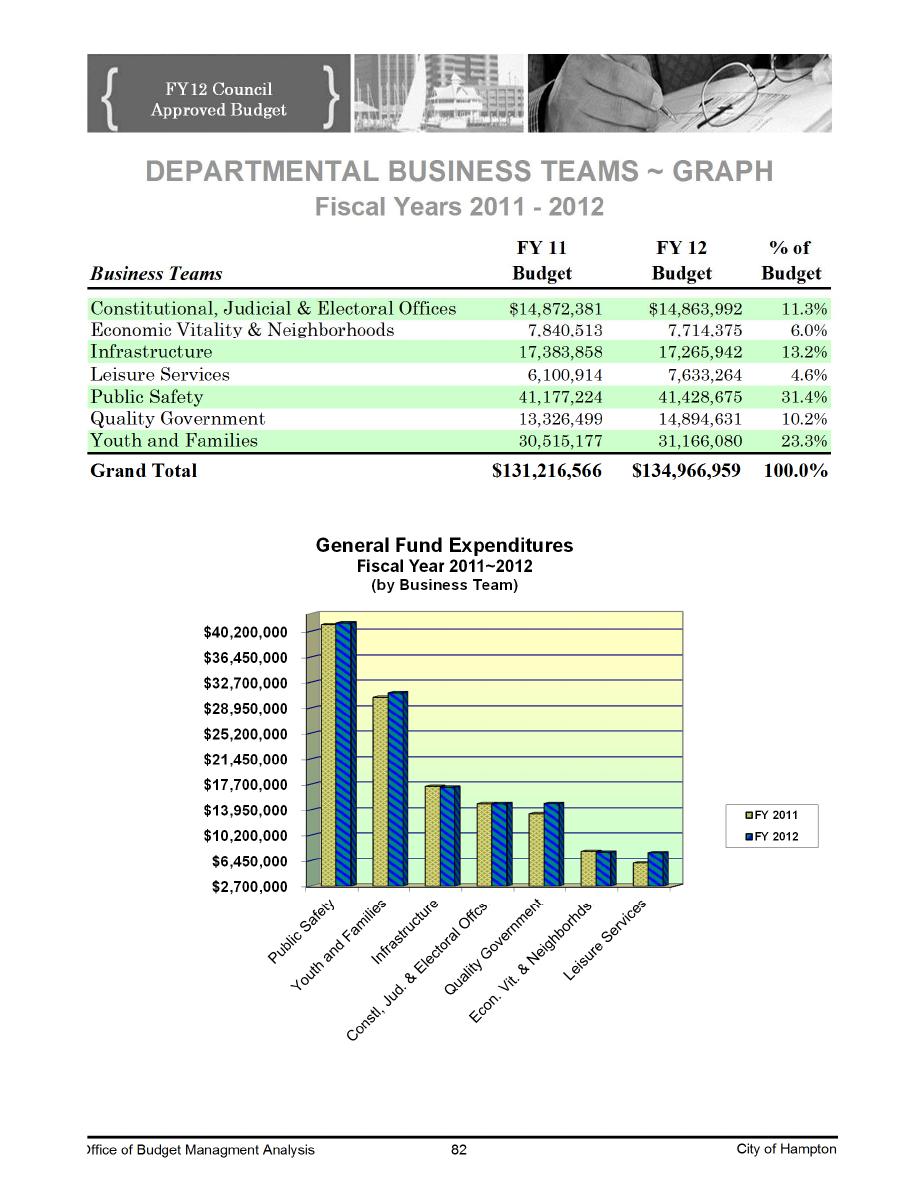 FY12 Council
Approved Budget
DEPARTMENTAL BUSINESS TEAMS ~ GRAPH
Fiscal Years 2011 - 2012
FY 11 FY 12 % of
Business Teams Budget Budget Budget
Constitutional, Judicial & Electoral Offices $14,872,381 $14,863,992 11.3%
Economic Vitality & Neighborhoods 7,840,513 7,714,375 6.0%
Infrastructure 17,383,858 17,265,942 13.2%
Leisure Services 6,100,914 7,633,264 4.6%
Public Safety 41,177,224 41,428,675 31.4%
Quality Government 13,326,499 14,894,631 10.2%
Youth and Families 30,515,177 31,166,080 23.3%
Grand Total $131,216,566 $134,966,959 100.0%
General Fund Expenditures
Fiscal Year 2011~2012
(by Business Team)
$40,200,000
$36,450,000
$32,700,000
$28,950,000
$25,200,000
$21,450,000
$17,700,000
$13,950,000
$10,200,000
$6,450,000
$2,700,000
FY 2011
FY 2012
Public Safety
Youth and Families
Infrastructure
Constl, Jud. & Electoral Offcs
Quality Government
Econ. Vit. & Neighborhds
Leisure Services
Office of Budget Managment Analysis 82 City of Hampton